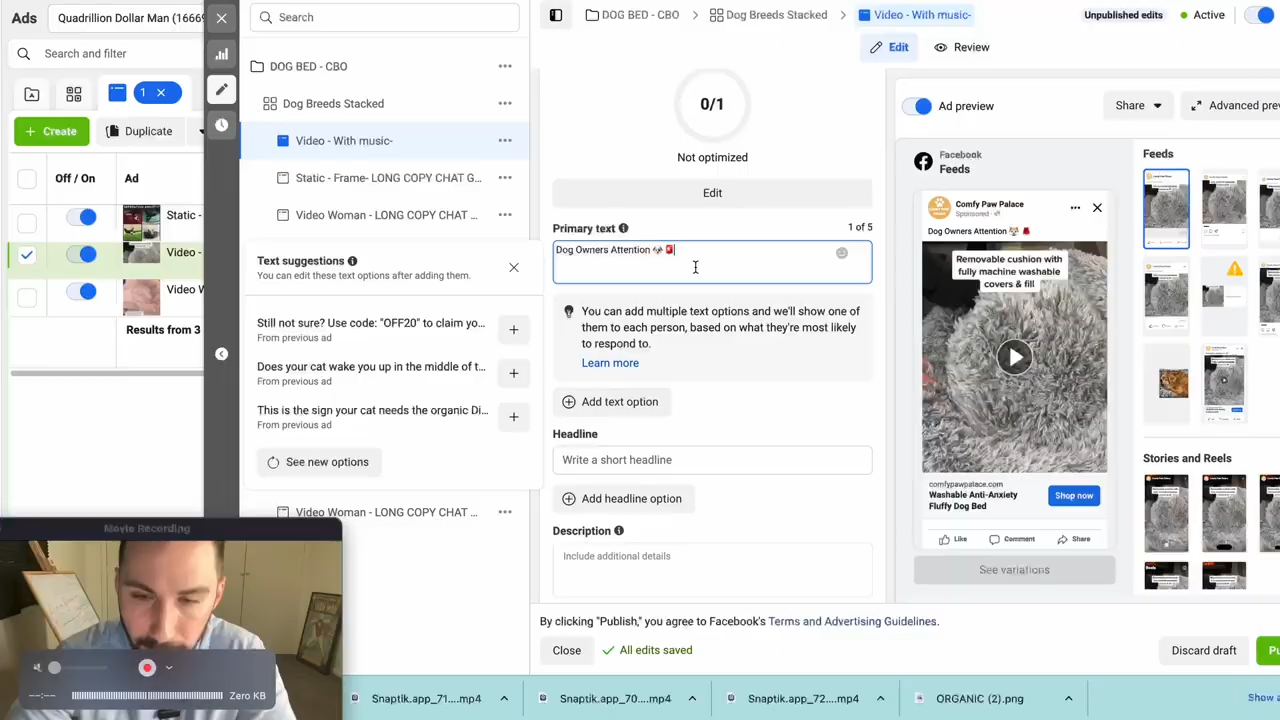 Ads
Quadrillion Dollar Man (16669
Search and filter
1
Create
Duplicate
Off / On
Ad
Static -
Video -
Video W
Results from 3
Search
DOG BED - CBO
Dog Breeds Stacked
Video - With music-
Static - Frame- LONG COPY CHAT G...
Video Woman - LONG COPY CHAT ...
Text suggestions
You can edit these text options after adding them.
Still not sure? Use code: "OFF20" to claim yo...
From previous ad
Does your cat wake you up in the middle of t...
From previous ad
This is the sign your cat needs the organic Di...
From previous ad
See new options
Video Woman - LONG COPY CHAT ...
DOG BED - CBO
Dog Breeds Stacked
Video - With music-
Unpublished edits
Active
Edit
Review
0/1
Not optimized
Edit
Primary text
1 of 5
Dog Owners Attention
You can add multiple text options and we'll show one
of them to each person, based on what they're most likely
to respond to.
Learn more
Add text option
Headline
Write a short headline
Add headline option
Description
Include additional details
By clicking "Publish," you agree to Facebook's Terms and Advertising Guidelines.
Close
All edits saved
Discard draft
Pu
Ad preview
Share
Advanced pre
Facebook
Feeds
Comfy Paw Palace
Sponsored
Dog Owners Attention
Removable cushion with
fully machine washable
covers & fill
comfypawpalace.com
Washable Anti-Anxiety
Fluffy Dog Bed
Shop now
Like
Comment
Share
See variations
Feeds
Stories and Reels
Movie Recording
--:--
Zero KB
Snaptik.app_71....mp4
Snaptik.app_70....mp4
Snaptik.app_72....mp4
ORGANIC (2).png
Show a